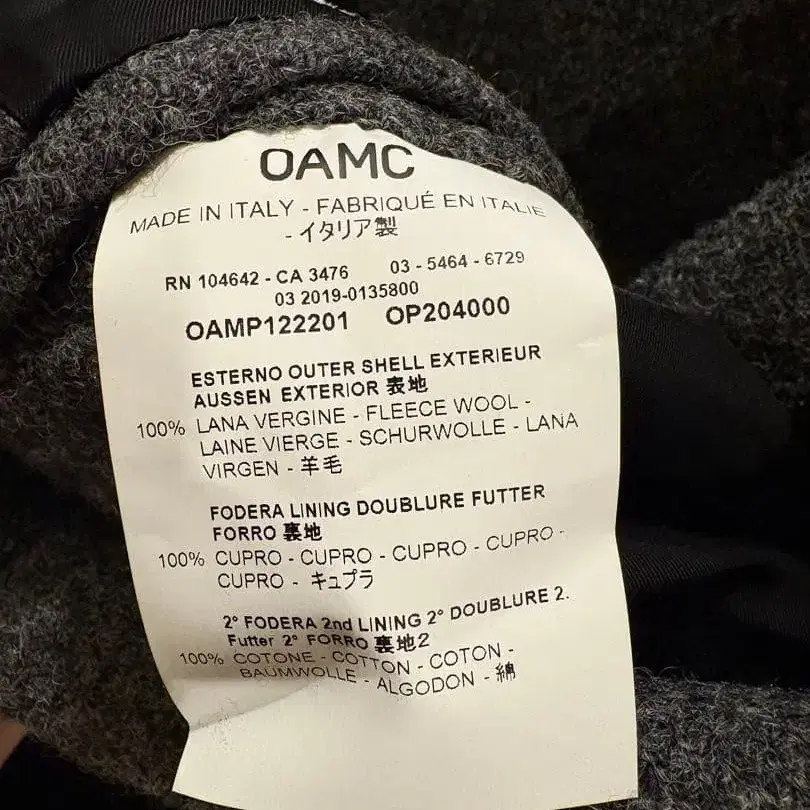 OAMC
MADE IN ITALY - FABRIQUÉ EN ITALIE
- イタリア製
RN 104642 - CA 3476 03 - 5464 - 6729
03 2019-0135800
OAMP122201 OP204000
ESTERNO OUTER SHELL EXTERIEUR
AUSSEN EXTERIOR 表地
100% LANA VERGINE - FLEECE WOOL -
LAINE VIERGE - SCHURWOLLE - LANA
VIRGEN - 羊毛
FODERA LINING DOUBLURE FUTTER
FORRO 裏地
100% CUPRO - CUPRO - CUPRO - CUPRO -
CUPRO - キュプラ
2° FODERA 2nd LINING 2° DOUBLURE 2.
Futter 2° FORRO 裏地2
100% COTONE - COTTON - COTON -
BAUMWOLLE - ALGODON - 綿